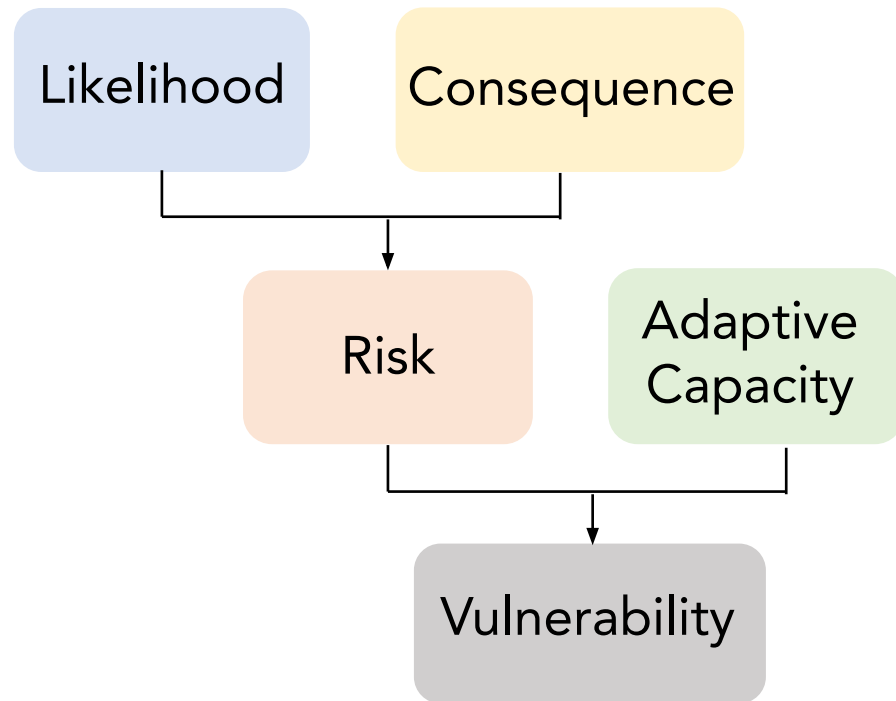 Likelihood
Consequence
Risk
Adaptive
Capacity
Vulnerability